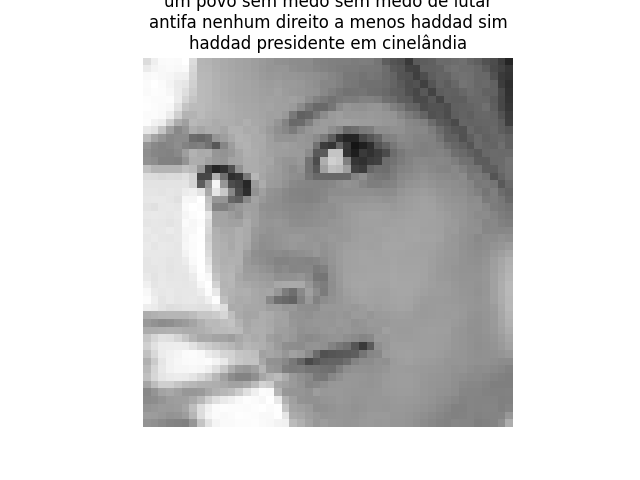 um povo sem medo sem medo de lutar
antifa nenhum direito a menos haddad sim
haddad presidente em cinelândia